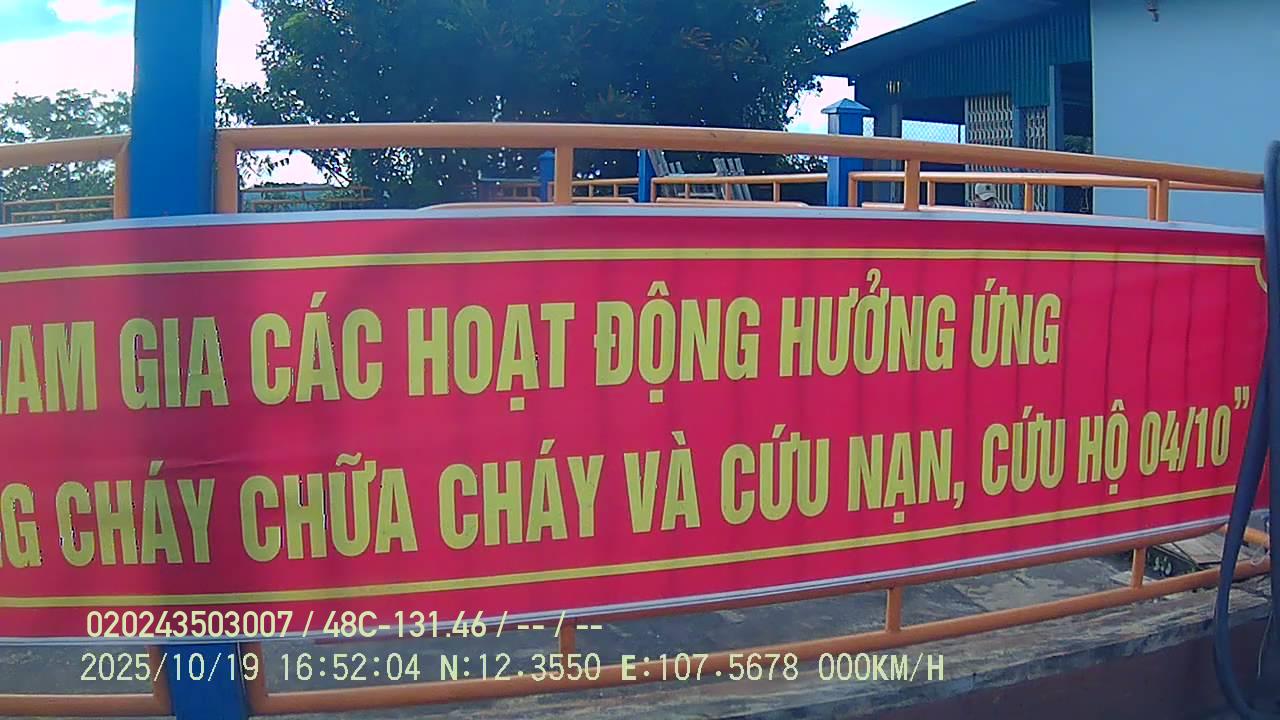 GIA CÁC HOẠT ĐỘNG HƯỞNG ỨNG
CHÁY CHỮA CHÁY VÀ CỨU NẠN, CỨU HỘ 04/10”
020243503007 / 48C-131.46 / -- / --
2025/10/19 16:52:04 N:12.3550 E:107.5678 000KM/H